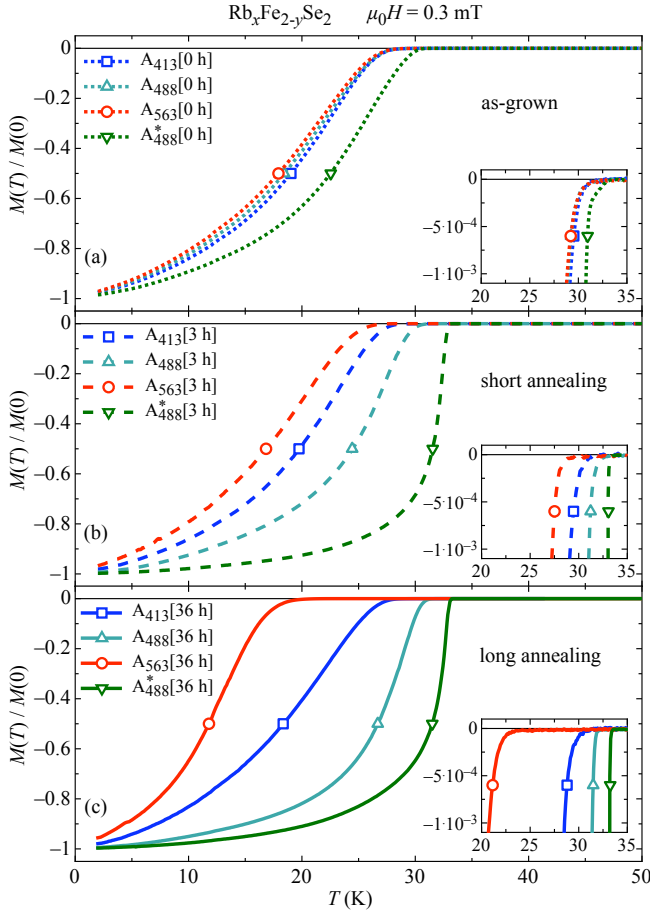 RbₓFe₂₋ᵧSe₂ μ₀H = 0.3 mT
0
−0.2
−0.4
−0.6
−0.8
−1
M(T) / M(0)
A₄₁₃[0 h]
A₄₈₈[0 h]
A₅₆₃[0 h]
A*₄₈₈[0 h]
as-grown
(a)
0
−5·10⁻⁴
−1·10⁻³
20 25 30 35
0
−0.2
−0.4
−0.6
−0.8
−1
M(T) / M(0)
A₄₁₃[3 h]
A₄₈₈[3 h]
A₅₆₃[3 h]
A*₄₈₈[3 h]
short annealing
(b)
0
−5·10⁻⁴
−1·10⁻³
20 25 30 35
0
−0.2
−0.4
−0.6
−0.8
−1
M(T) / M(0)
A₄₁₃[36 h]
A₄₈₈[36 h]
A₅₆₃[36 h]
A*₄₈₈[36 h]
long annealing
(c)
0
−5·10⁻⁴
−1·10⁻³
20 25 30 35
0 10 20 30 40 50
T (K)